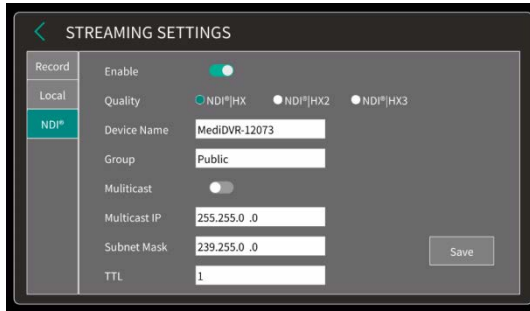 STREAMING SETTINGS
Record
Enable
Local
Quality NDI®|HX NDI®|HX2 NDI®|HX3
NDI®
Device Name MediDVR-12073
Group Public
Muliticast
Multicast IP 255.255.0 .0
Subnet Mask 239.255.0 .0
Save
TTL 1